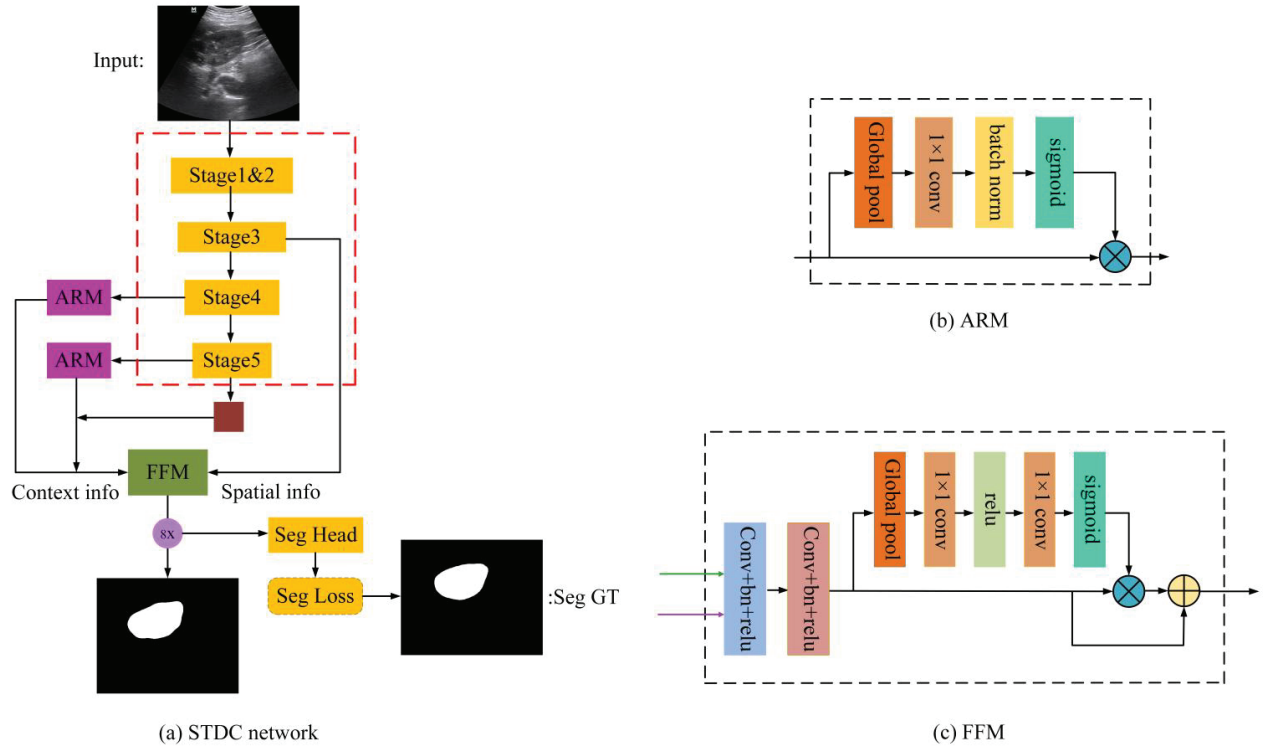 Input:
Stage1&2
Stage3
Stage4
ARM
Stage5
ARM
FFM
Context info
Spatial info
8X
Seg Head
Seg Loss
:Seg GT
(a) STDC network
Global pool
1×1 conv
batch norm
sigmoid
(b) ARM
Conv+bn+relu
Conv+bn+relu
Global pool
1×1 conv
relu
1×1 conv
sigmoid
(c) FFM